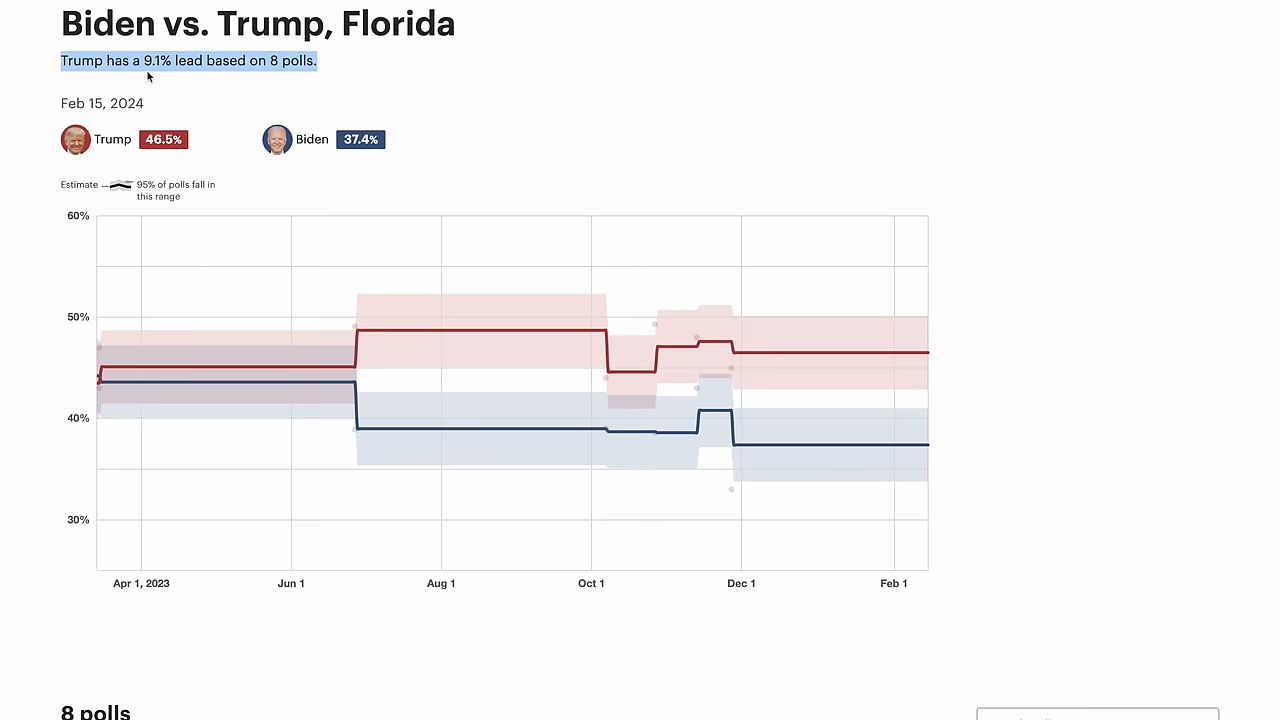 Biden vs. Trump, Florida
Trump has a 9.1% lead based on 8 polls.
Feb 15, 2024
Trump 46.5% Biden 37.4%
Estimate 95% of polls fall in
this range
60%
50%
40%
30%
Apr 1, 2023 Jun 1 Aug 1 Oct 1 Dec 1 Feb 1
8 polls